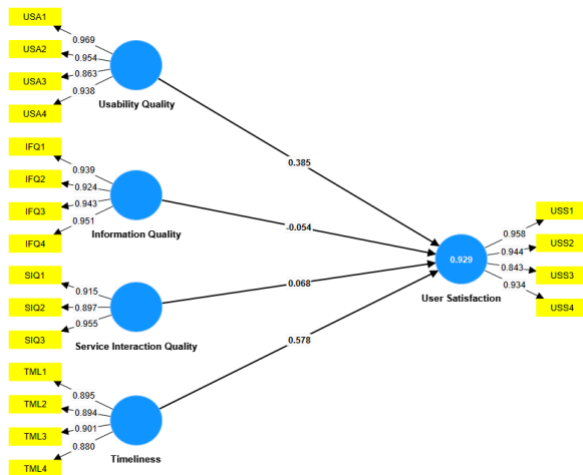 USA1
0.969
USA2
0.954
USA3
0.863
USA4
0.938
Usability Quality
0.385
IFQ1
0.939
IFQ2
0.924
IFQ3
0.943
IFQ4
0.951
Information Quality
-0.054
SIQ1
0.915
SIQ2
0.897
SIQ3
0.955
Service Interaction Quality
0.068
TML1
0.895
TML2
0.894
TML3
0.901
TML4
0.880
Timeliness
0.578
0.929
User Satisfaction
USS1
0.958
USS2
0.944
USS3
0.843
USS4
0.934